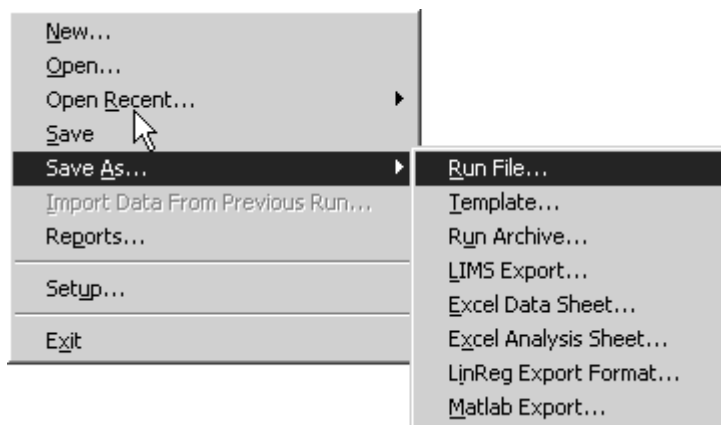 New...
Open...
Open Recent...
Save
Save As...
Import Data From Previous Run...
Reports...
Setup...
Exit
Run File...
Template...
Run Archive...
LIMS Export...
Excel Data Sheet...
Excel Analysis Sheet...
LinReg Export Format...
Matlab Export...